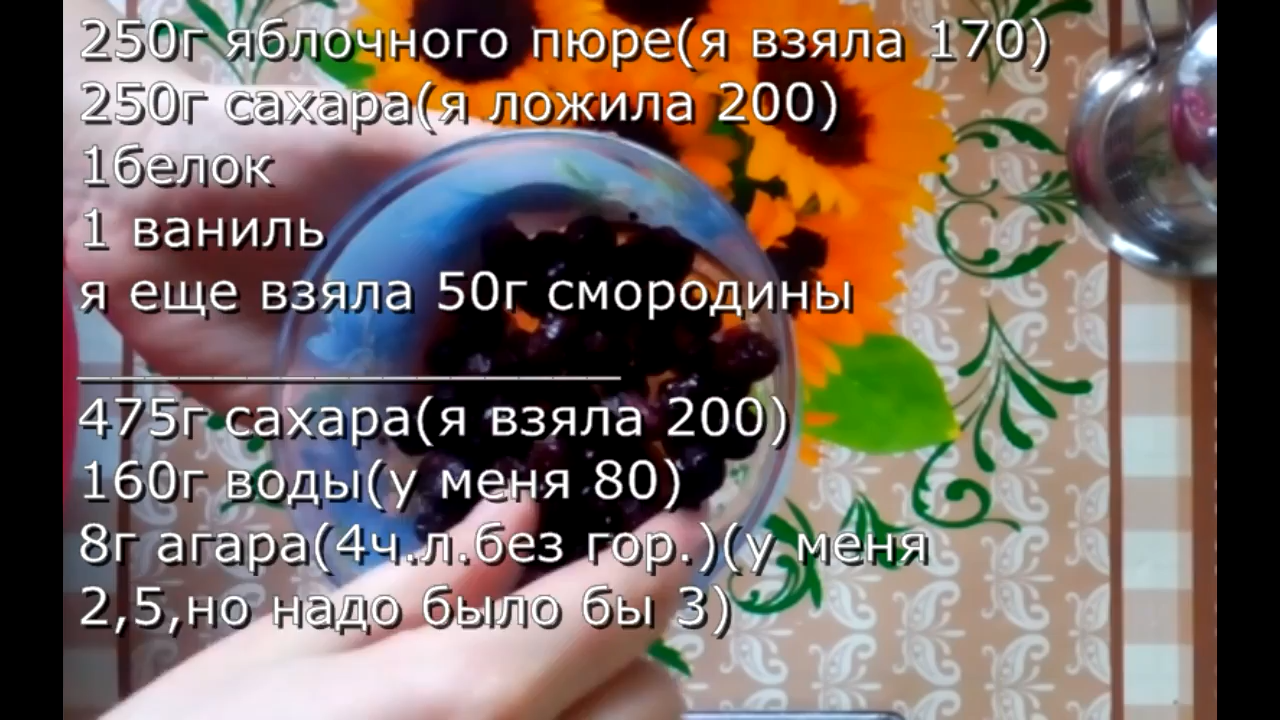 250г яблочного пюре(я взяла 170)
250г сахара(я ложила 200)
1белок
1 ваниль
я еще взяла 50г смородины
475г сахара(я взяла 200)
160г воды(у меня 80)
8г агара(4ч.л.без гор.)(у меня
2,5,но надо было бы 3)